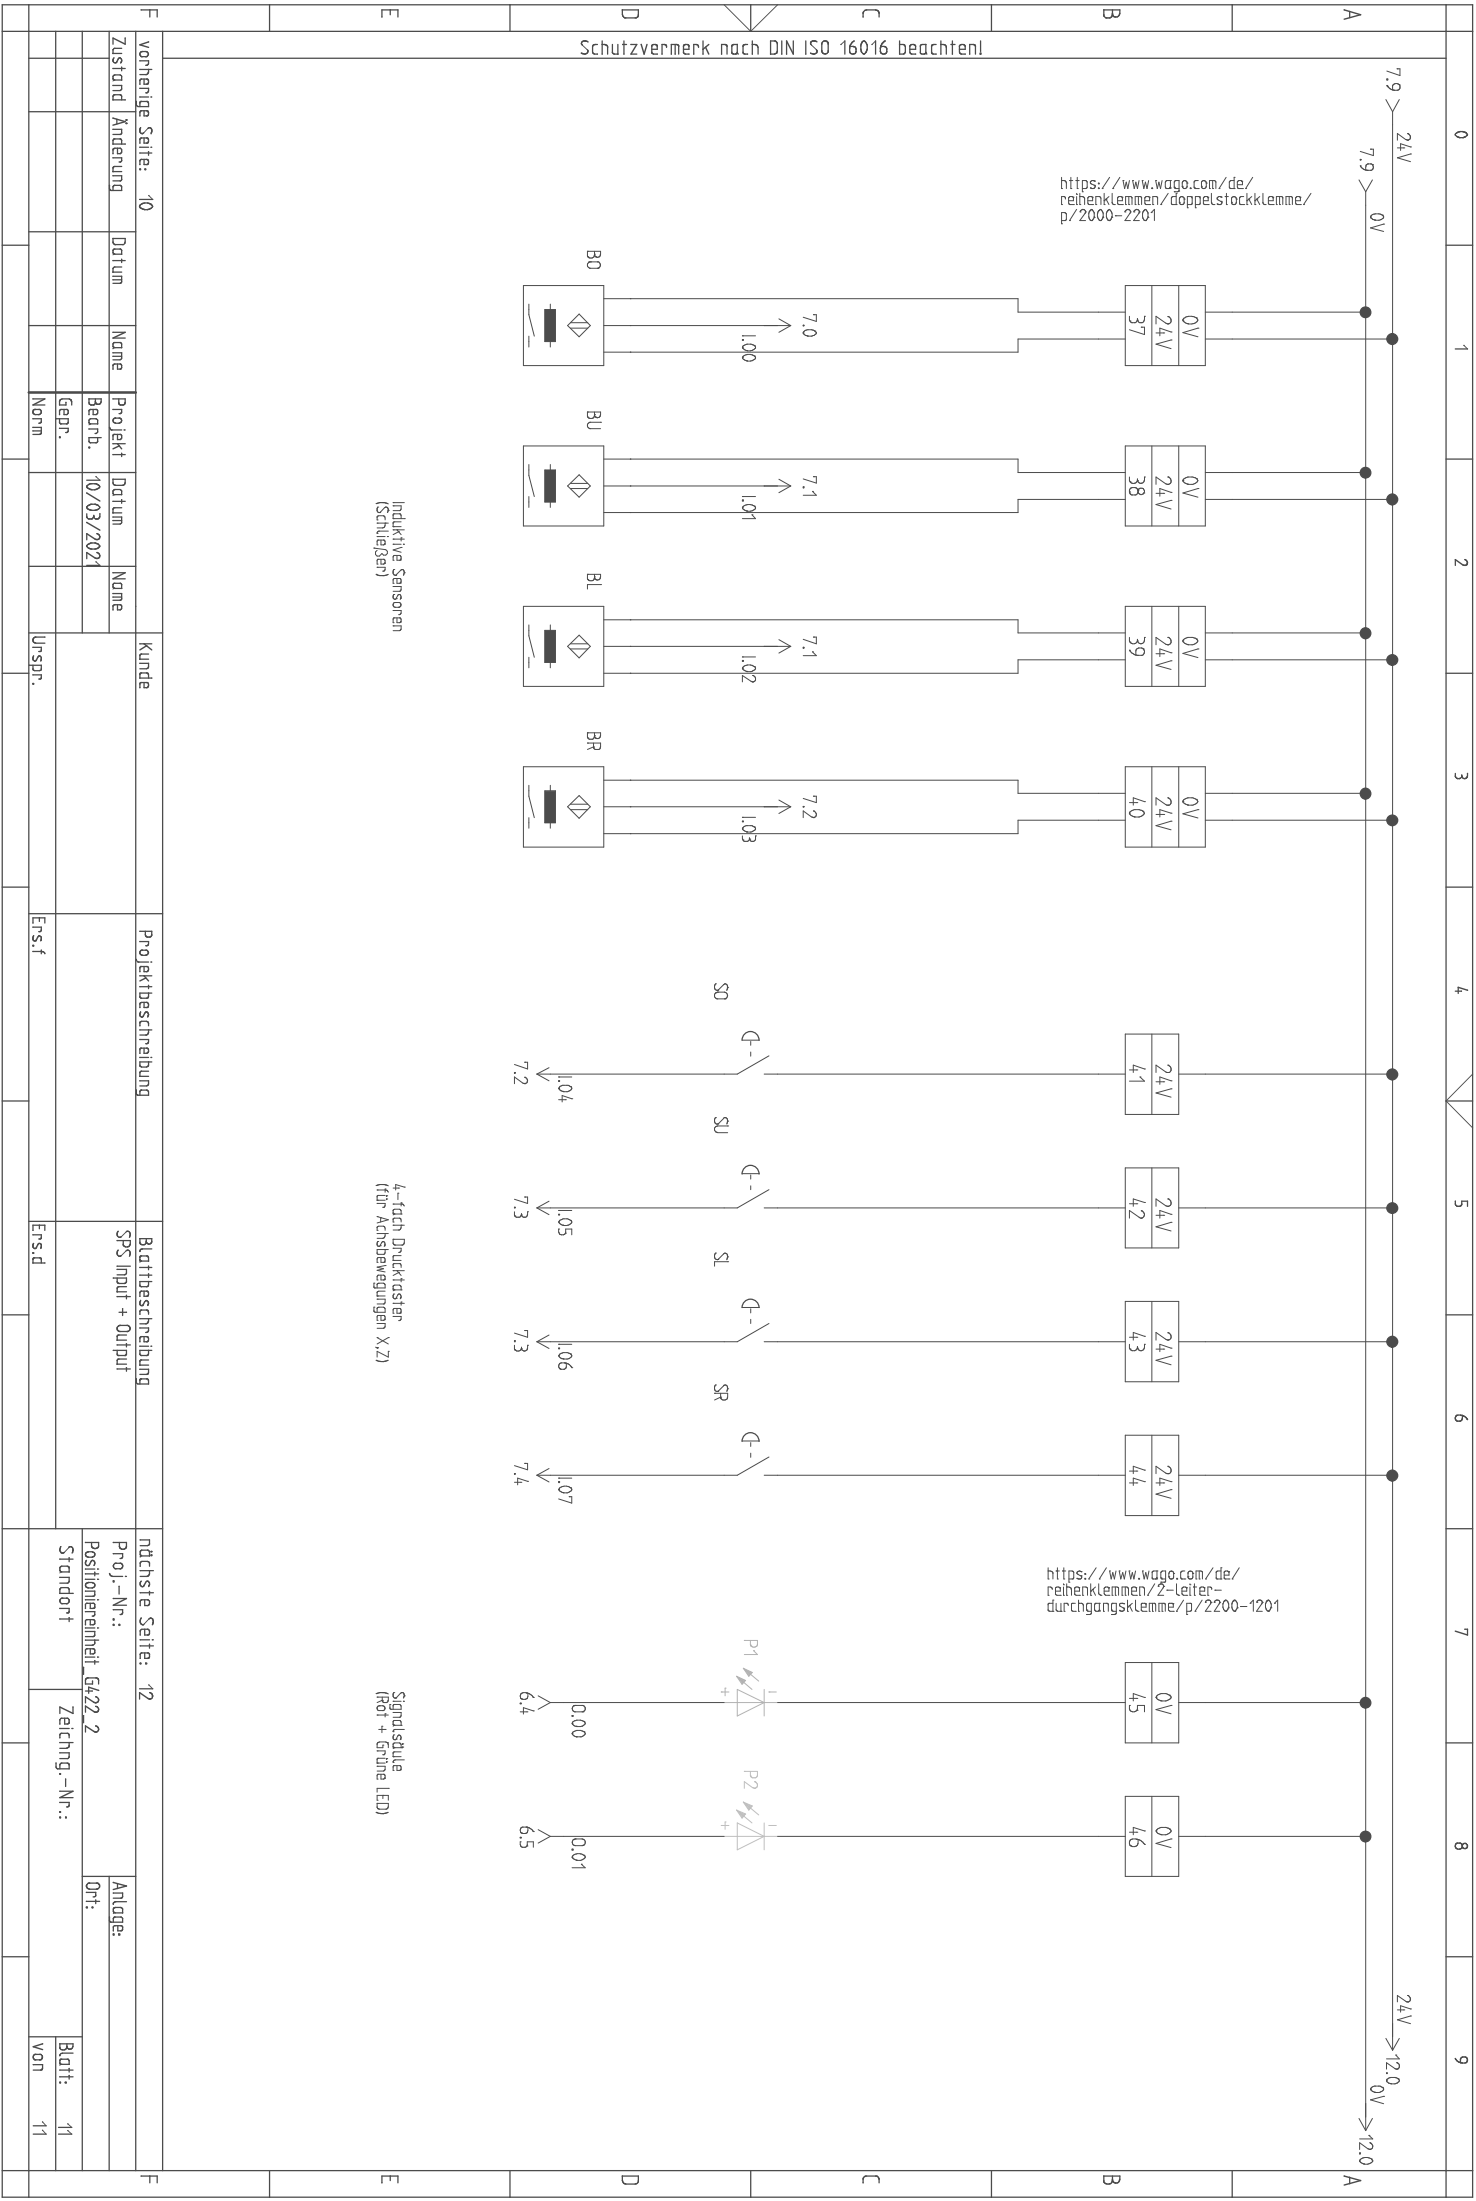 0 1 2 3 4 5 6 7 8 9
A
B
C
D
E
F
A
B
C
D
E
F
Schutzvermerk nach DIN ISO 16016 beachten!
7.9 24V
24V 12.0
7.9 0V
0V 12.0
https://www.wago.com/de/
reihenklemmen/doppelstockklemme/
p/2000-2201
https://www.wago.com/de/
reihenklemmen/2-leiter-
durchgangsklemme/p/2200-1201
0V
24V
37
0V
24V
38
0V
24V
39
0V
24V
40
24V
41
24V
42
24V
43
24V
44
0V
45
0V
46
7.0
I.00
7.1
I.01
7.1
I.02
7.2
I.03
BO
BU
BL
BR
SO
SU
SL
SR
P1
+ -
P2
+ -
I.04
7.2
I.05
7.3
I.06
7.3
I.07
7.4
0.00
6.4
0.01
6.5
Induktive Sensoren
(Schließer)
4-fach Drucktaster
(für Achsbewegungen X,Z)
Signalsäule
(Rot + Grüne LED)
vorherige Seite: 10
Kunde
Projektbeschreibung
Blattbeschreibung
SPS Input + Output
nächste Seite: 12
Proj.-Nr.:
Positioniereinheit_G422_2
Anlage:
Ort:
Zustand Änderung Datum Name
Projekt Datum Name
Bearb. 10/03/2021
Gepr.
Norm
Urspr.
Ers.f
Ers.d
Standort
Zeichng.-Nr.:
Blatt: 11
von 11